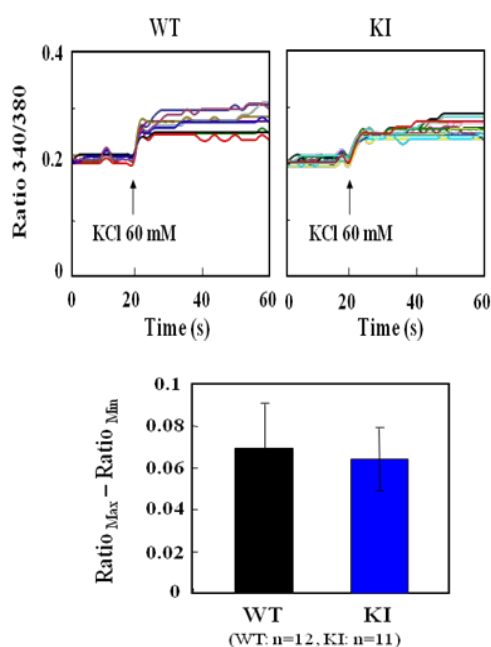 WT KI
Ratio 340/380
0.4
0.2
0
KCl 60 mM KCl 60 mM
0 20 40 60 0 20 40 60
Time (s) Time (s)
Ratio Max – Ratio Min
0.1
0.08
0.06
0.04
0.02
0
WT KI
(WT: n=12, KI: n=11)